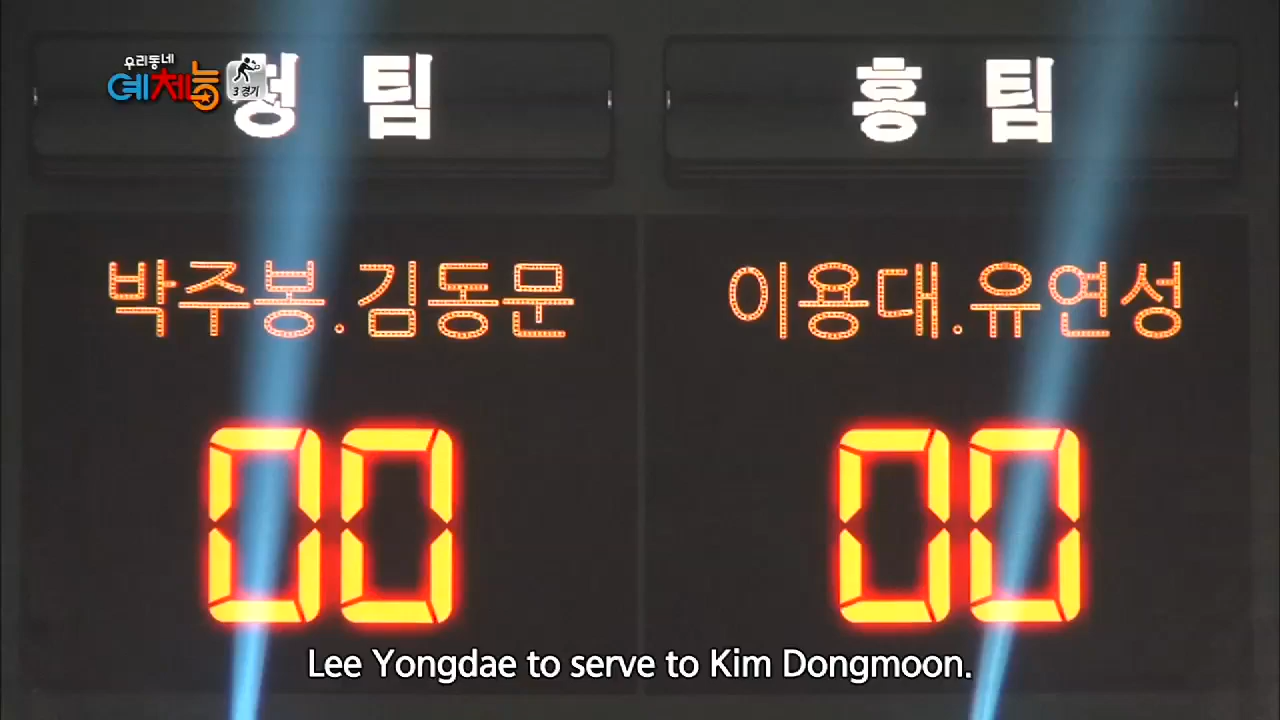 우리동네
예체능
3 경기
팀
홍 팀
박주봉.김동문
이용대.유연성
00
00
Lee Yongdae to serve to Kim Dongmoon.